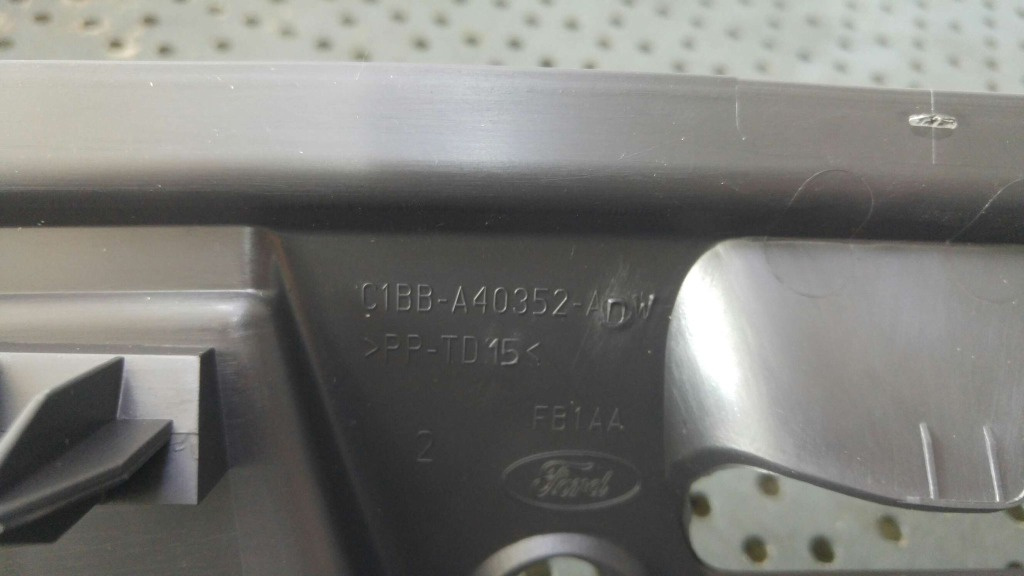 C1BB-A40352-ADW
>PP-TD15<
FB1AA
2
Ford